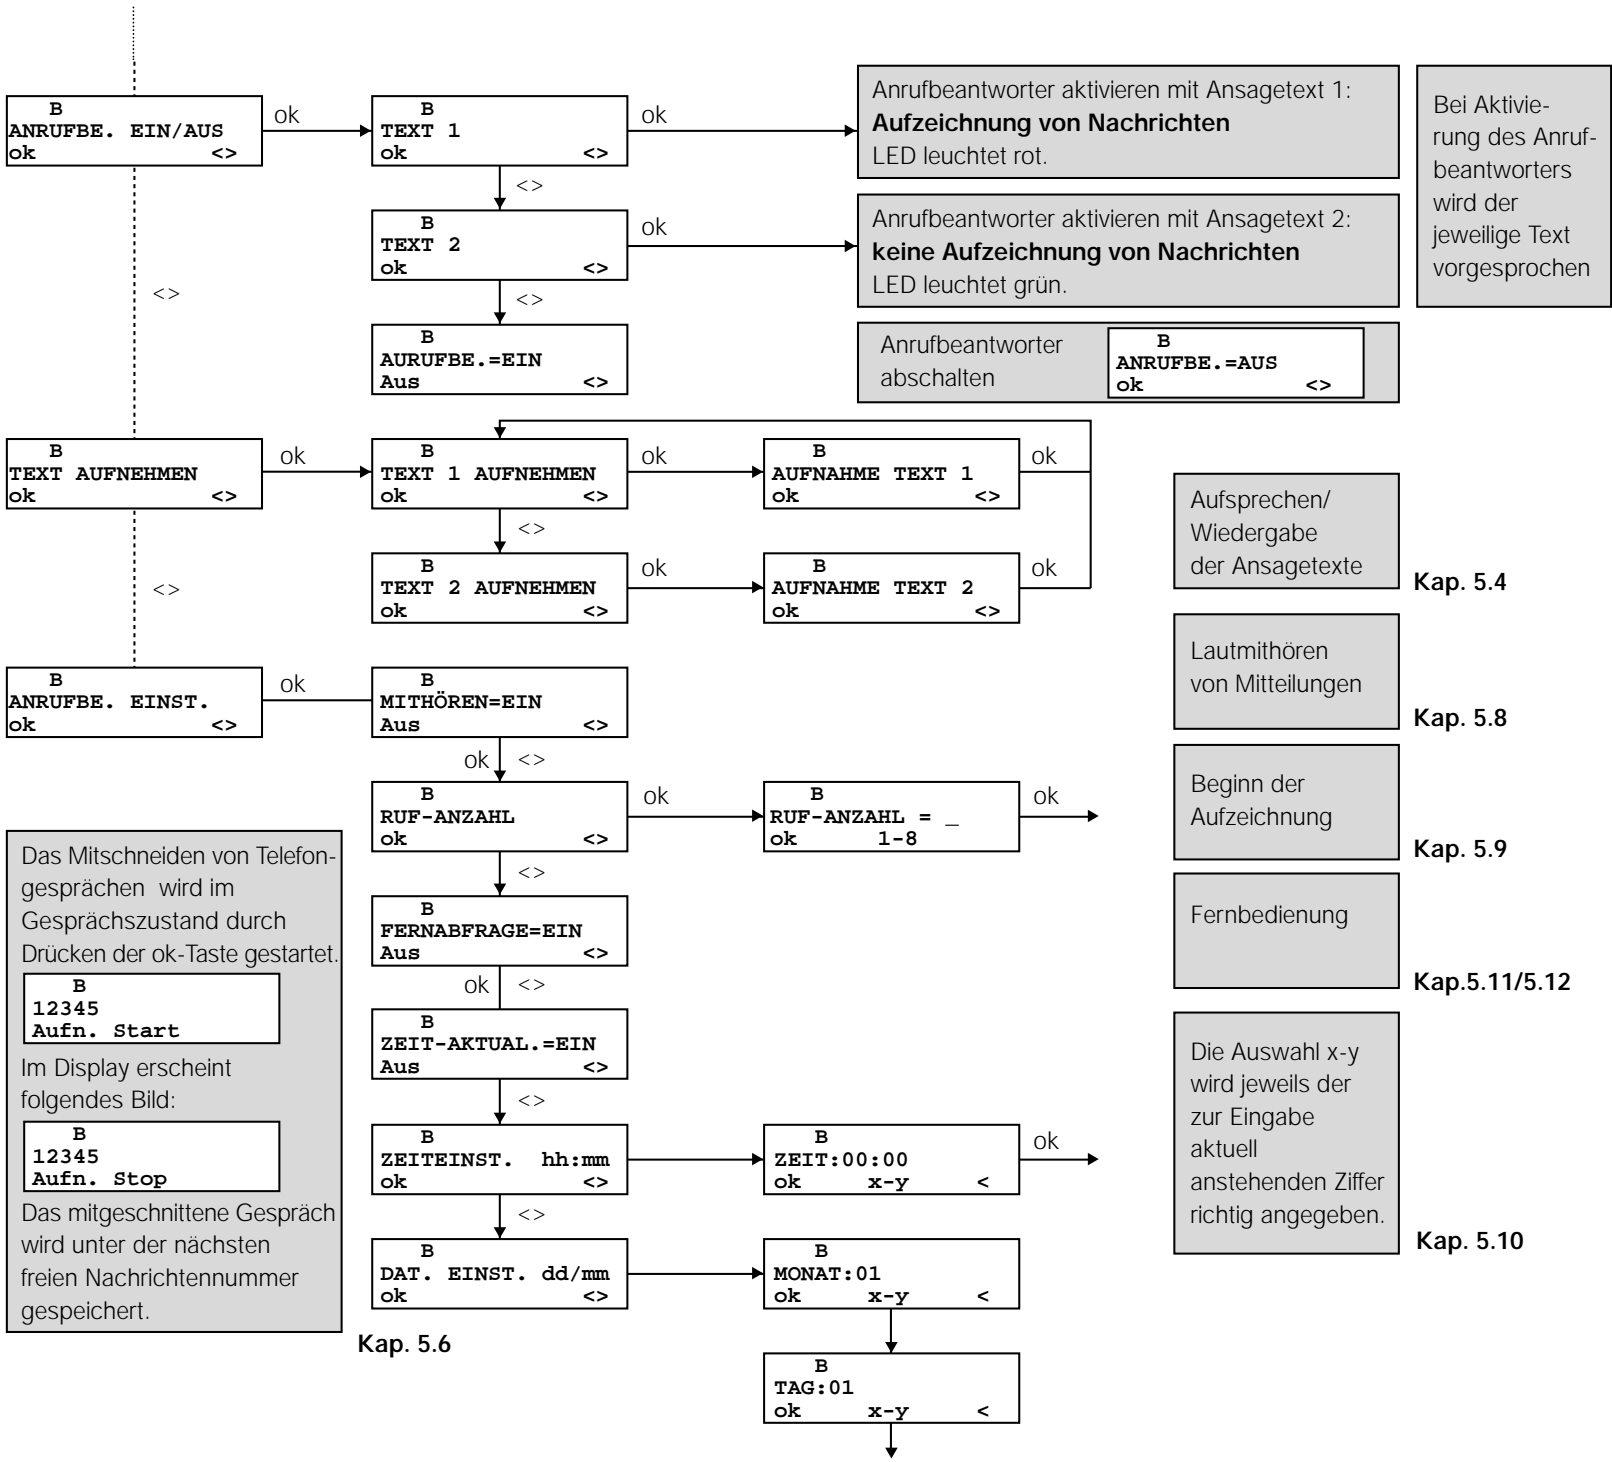 B
ANRUFBE. EIN/AUS
ok <>
ok
B
TEXT 1
ok <>
ok
Anrufbeantworter aktivieren mit Ansagetext 1:
Aufzeichnung von Nachrichten
LED leuchtet rot.
Bei Aktivie-
rung des Anruf-
beantworters
wird der
jeweilige Text
vorgesprochen
<>
B
TEXT 2
ok <>
ok
Anrufbeantworter aktivieren mit Ansagetext 2:
keine Aufzeichnung von Nachrichten
LED leuchtet grün.
<>
<>
B
AURUFBE.=EIN
Aus <>
Anrufbeantworter
abschalten
B
ANRUFBE.=AUS
ok <>
B
TEXT AUFNEHMEN
ok <>
ok
B
TEXT 1 AUFNEHMEN
ok <>
ok
B
AUFNAHME TEXT 1
ok <>
ok
Aufsprechen/
Wiedergabe
der Ansagetexte
Kap. 5.4
<>
<>
B
TEXT 2 AUFNEHMEN
ok <>
ok
B
AUFNAHME TEXT 2
ok <>
ok
B
ANRUFBE. EINST.
ok <>
ok
B
MITHÖREN=EIN
Aus <>
Lautmithören
von Mitteilungen
Kap. 5.8
ok <>
B
RUF-ANZAHL
ok <>
ok
B
RUF-ANZAHL = _
ok 1-8
ok
Beginn der
Aufzeichnung
Kap. 5.9
<>
B
FERNABFRAGE=EIN
Aus <>
Fernbedienung
Kap.5.11/5.12
ok <>
B
ZEIT-AKTUAL.=EIN
Aus <>
<>
B
ZEITEINST. hh:mm
ok <>
B
ZEIT:00:00
ok x-y <
ok
Die Auswahl x-y
wird jeweils der
zur Eingabe
aktuell
anstehenden Ziffer
richtig angegeben.
Kap. 5.10
<>
B
DAT. EINST. dd/mm
ok <>
B
MONAT:01
ok x-y <
B
TAG:01
ok x-y <
Das Mitschneiden von Telefon-
gesprächen wird im
Gesprächszustand durch
Drücken der ok-Taste gestartet.
B
12345
Aufn. Start
Im Display erscheint
folgendes Bild:
B
12345
Aufn. Stop
Das mitgeschnittene Gespräch
wird unter der nächsten
freien Nachrichtennummer
gespeichert.
Kap. 5.6